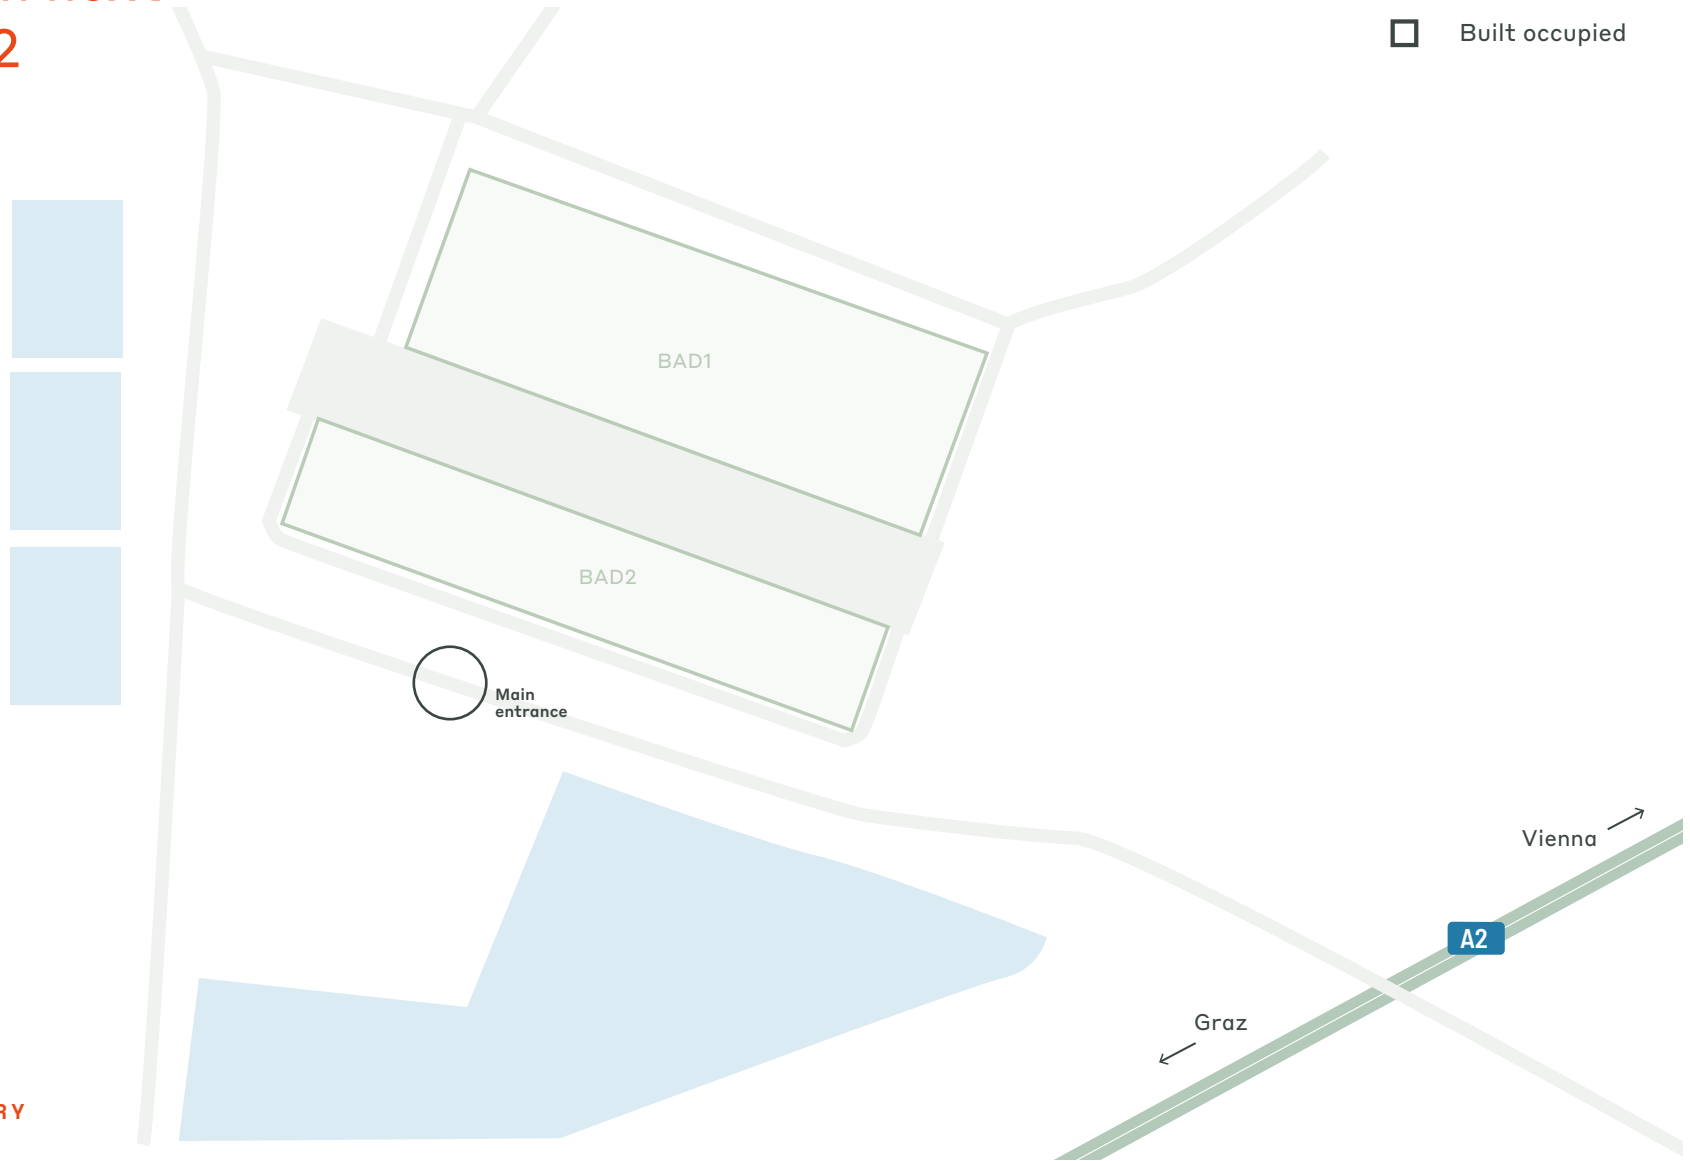 2
Built occupied
BAD1
BAD2
Main
entrance
Vienna
A2
Graz
RY